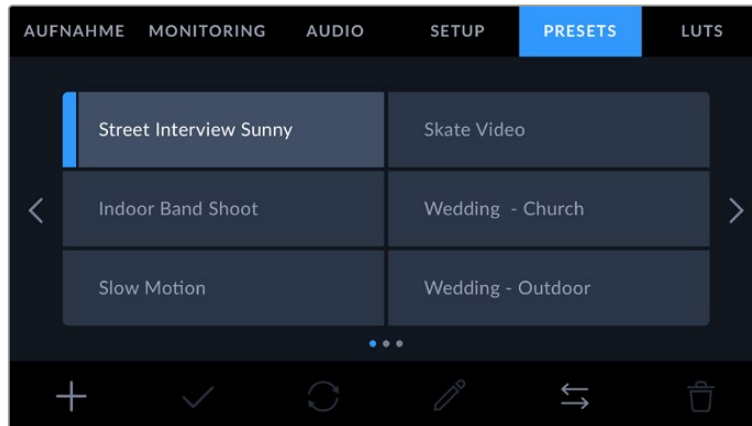 AUFNAHME MONITORING AUDIO SETUP PRESETS LUTS
Street Interview Sunny
Skate Video
Indoor Band Shoot
Wedding - Church
Slow Motion
Wedding - Outdoor